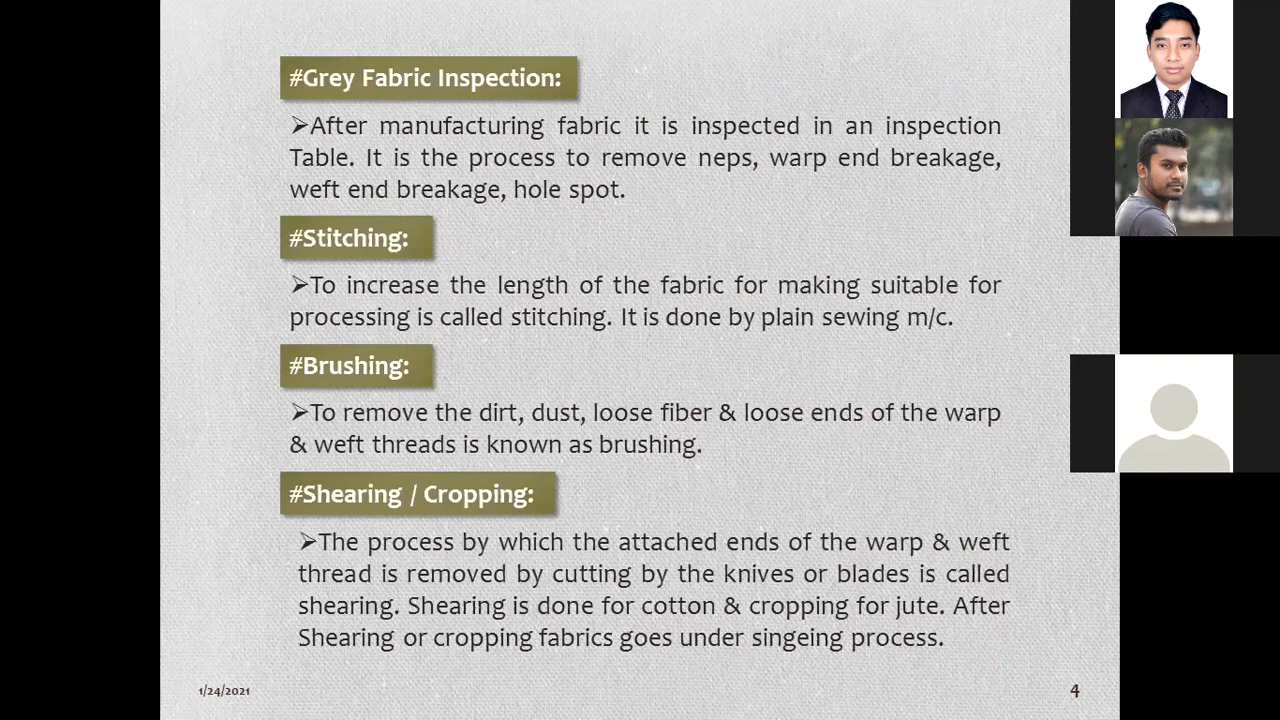 #Grey Fabric Inspection:
➢After manufacturing fabric it is inspected in an inspection
Table. It is the process to remove neps, warp end breakage,
weft end breakage, hole spot.
#Stitching:
➢To increase the length of the fabric for making suitable for
processing is called stitching. It is done by plain sewing m/c.
#Brushing:
➢To remove the dirt, dust, loose fiber & loose ends of the warp
& weft threads is known as brushing.
#Shearing / Cropping:
➢The process by which the attached ends of the warp & weft
thread is removed by cutting by the knives or blades is called
shearing. Shearing is done for cotton & cropping for jute. After
Shearing or cropping fabrics goes under singeing process.
1/24/2021
4